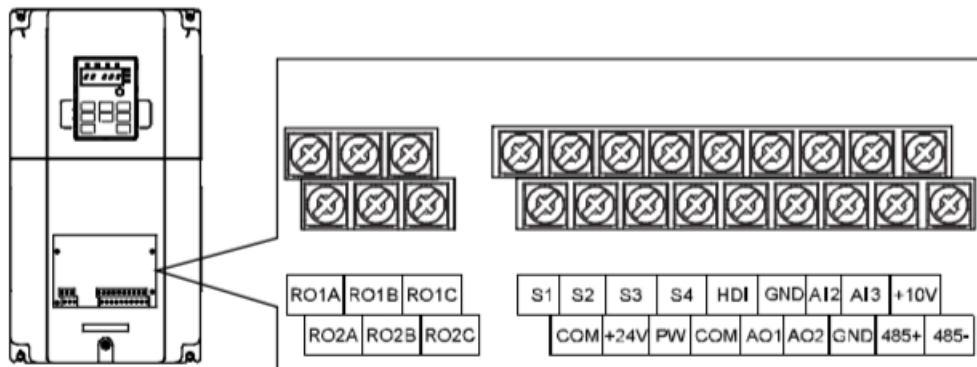 RO1A RO1B RO1C S1 S2 S3 S4 HDI GND AI2 AI3 +10V
RO2A RO2B RO2C COM +24V PW COM AO1 AO2 GND 485+ 485-